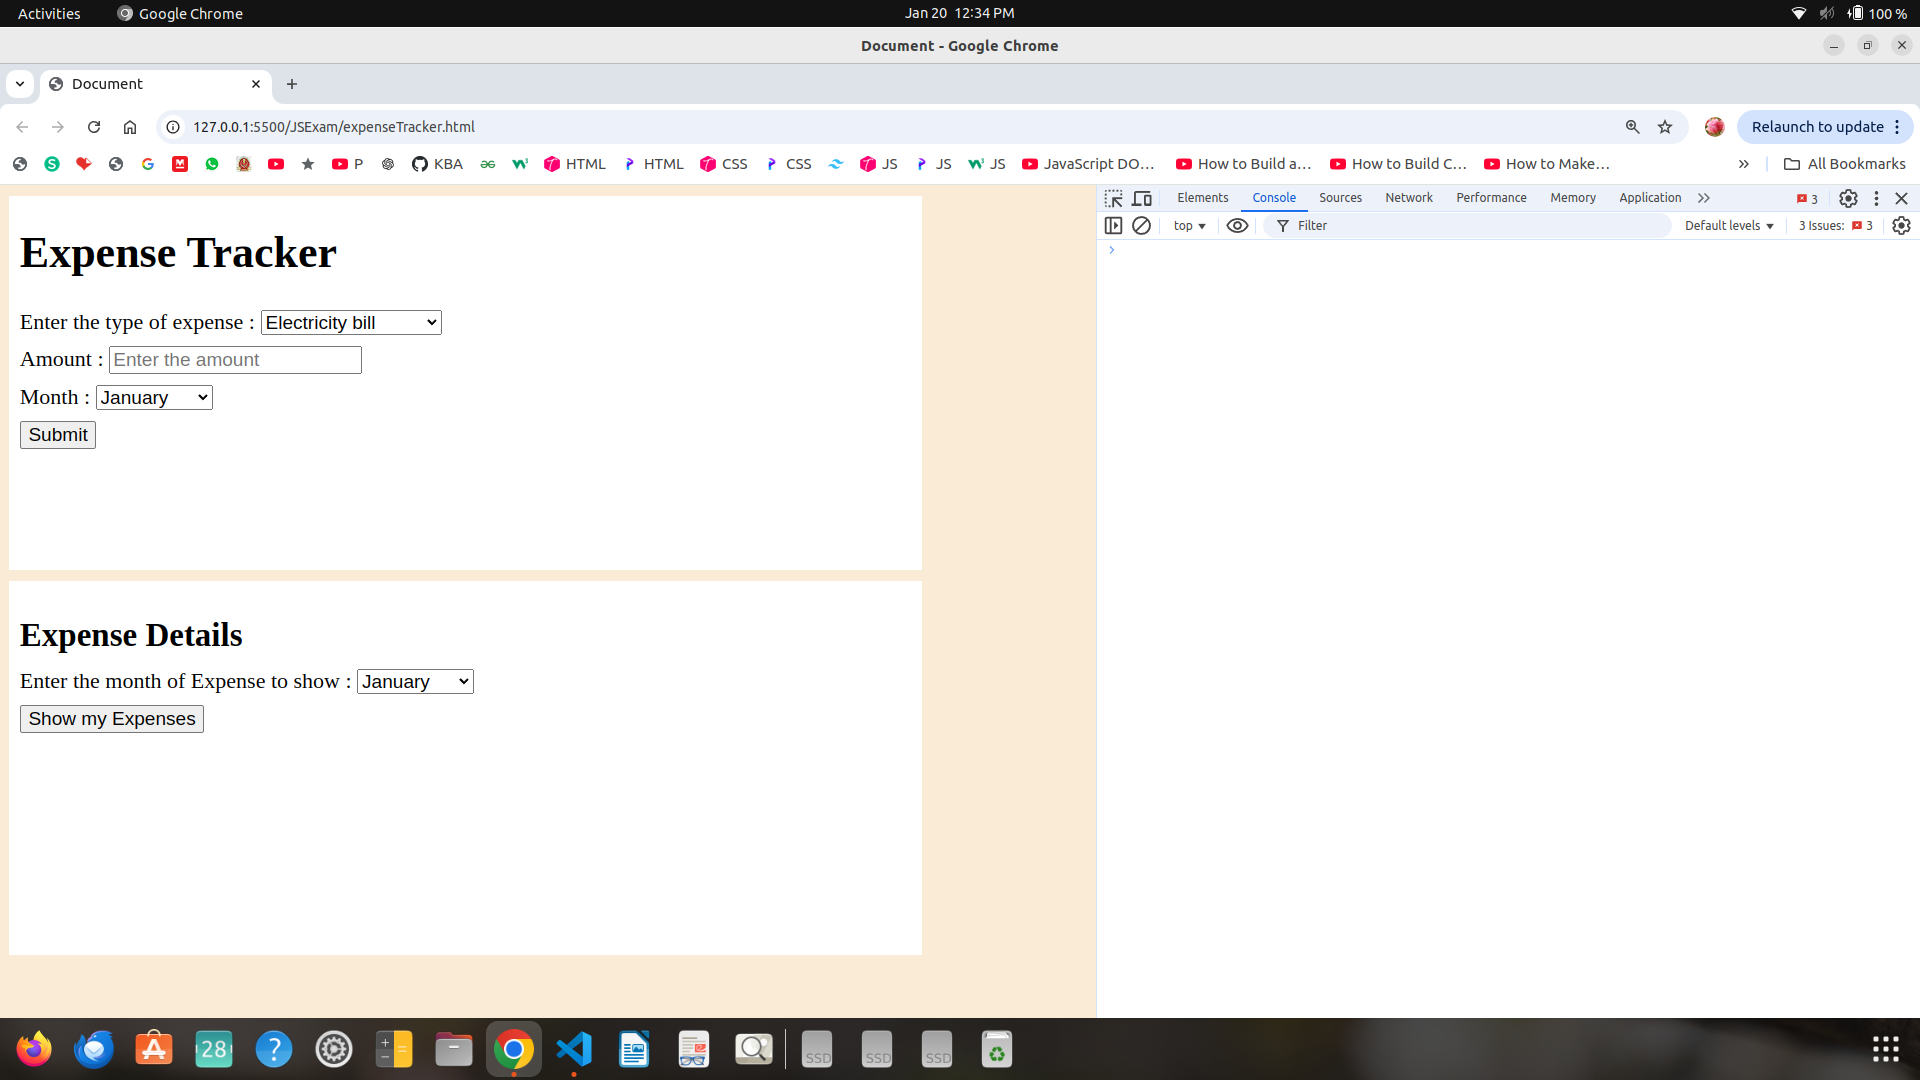 Activities Google Chrome Jan 20 12:34 PM 100 %
Document - Google Chrome
Document
127.0.0.1:5500/JSExam/expenseTracker.html Relaunch to update
P KBA HTML HTML CSS CSS JS JS JS JavaScript DO... How to Build a... How to Build C... How to Make... All Bookmarks
Elements Console Sources Network Performance Memory Application 3
top Filter Default levels 3 Issues: 3
Expense Tracker
Enter the type of expense : Electricity bill
Amount : Enter the amount
Month : January
Submit
Expense Details
Enter the month of Expense to show : January
Show my Expenses
28 ? SSD SSD SSD